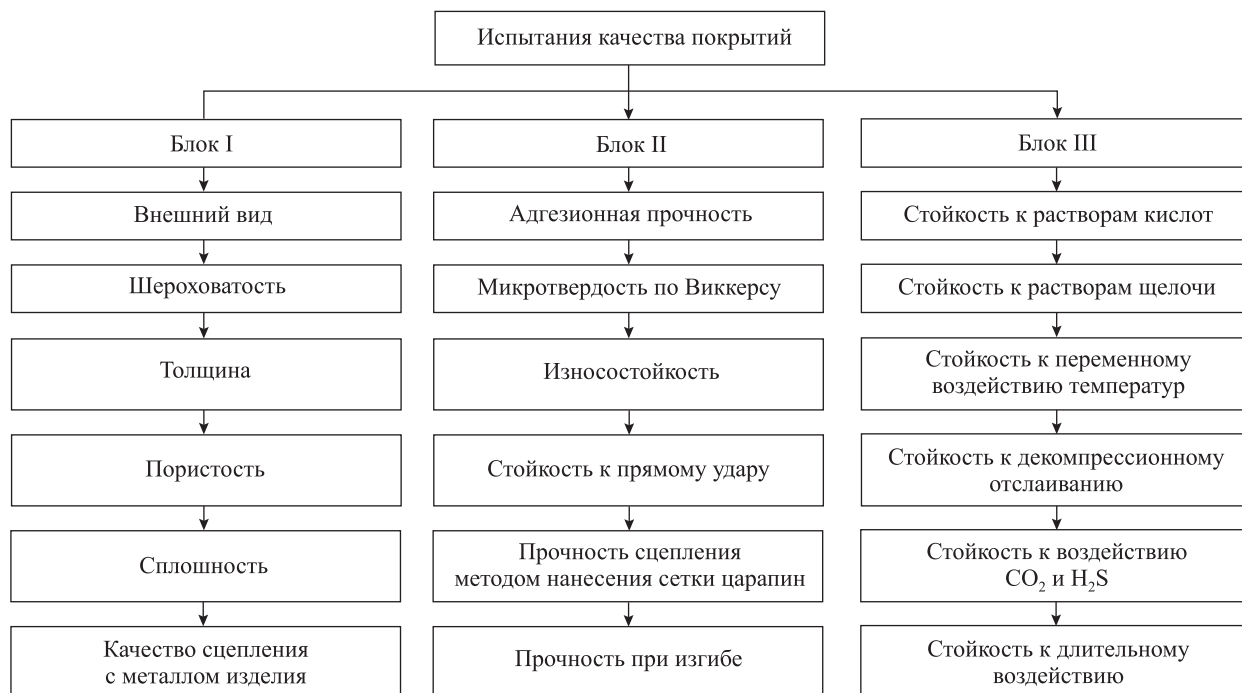 Испытания качества покрытий
Блок I
Внешний вид
Шероховатость
Толщина
Пористость
Сплошность
Качество сцепления
с металлом изделия
Блок II
Адгезионная прочность
Микротвердость по Виккерсу
Износостойкость
Стойкость к прямому удару
Прочность сцепления
методом нанесения сетки царапин
Прочность при изгибе
Блок III
Стойкость к растворам кислот
Стойкость к растворам щелочи
Стойкость к переменному
воздействию температур
Стойкость к декомпрессионному
отслаиванию
Стойкость к воздействию
CO₂ и H₂S
Стойкость к длительному
воздействию